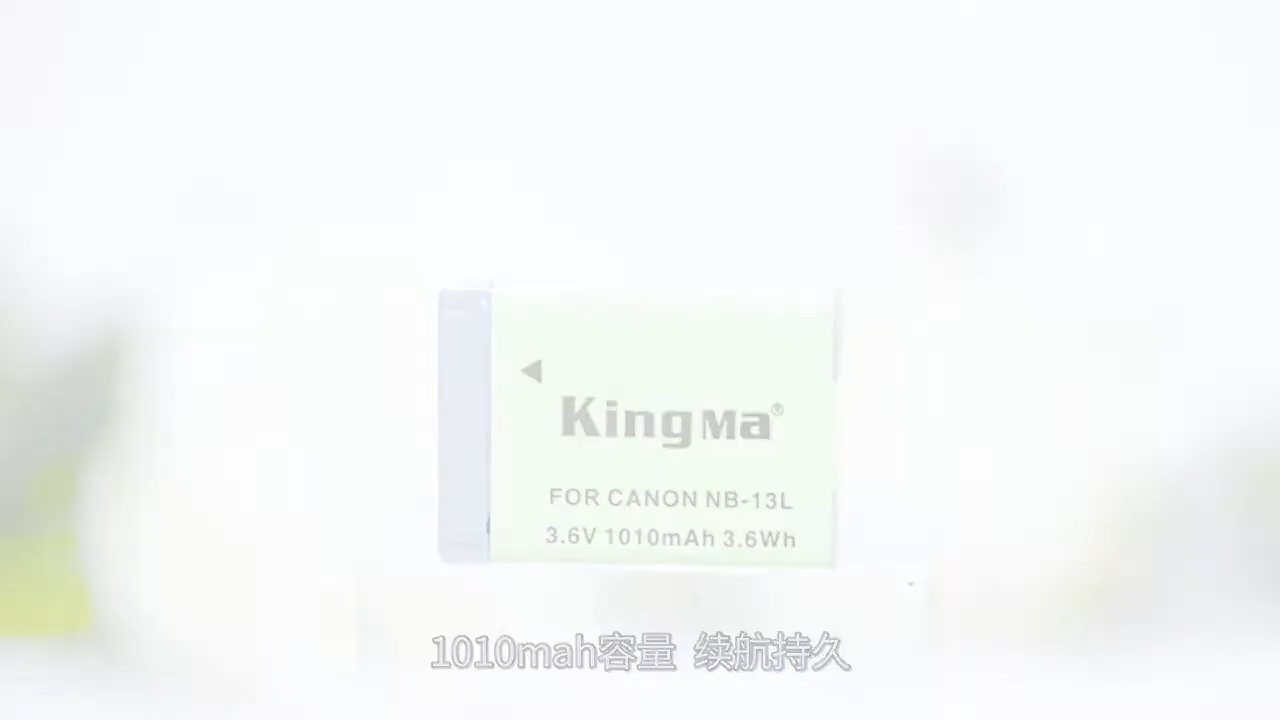 KingMa®
FOR CANON NB-13L
3.6V 1010mAh 3.6Wh
1010mah容量 续航持久